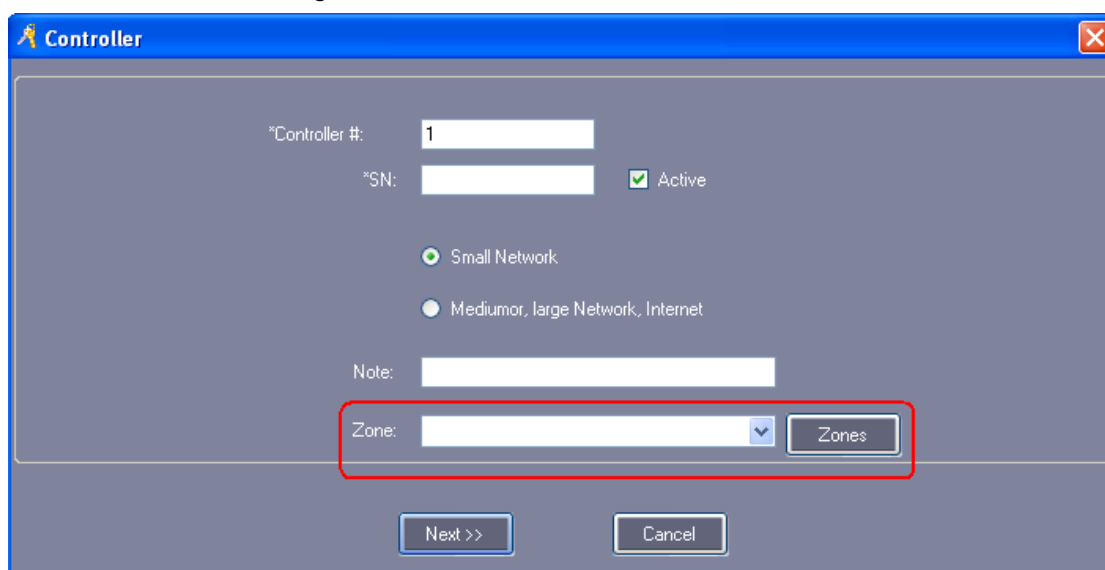 Controller
*Controller #: 1
*SN: Active
Small Network
Mediumor, large Network, Internet
Note:
Zone: Zones
Next >> Cancel